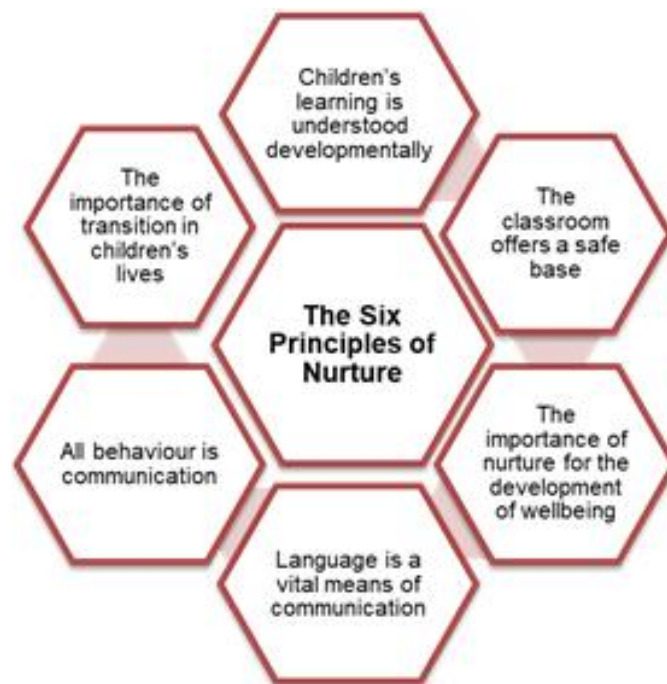 Children's
learning is
understood
developmentally
The
classroom
offers a safe
base
The
importance of
nurture for the
development
of wellbeing
Language is a
vital means of
communication
All behaviour is
communication
The
importance of
transition in
children's
lives
The Six
Principles of
Nurture